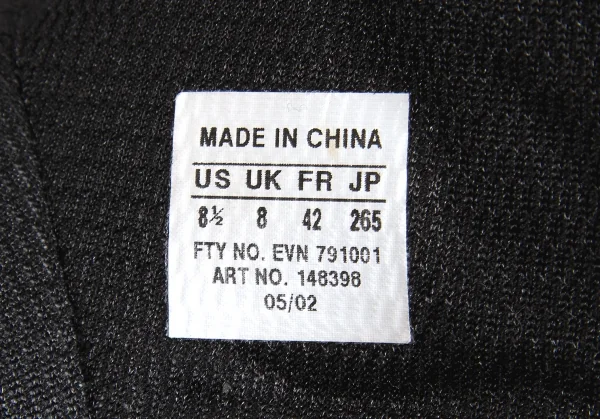 MADE IN CHINA
US UK FR JP
8½ 8 42 265
FTY NO. EVN 791001
ART NO. 148398
05/02